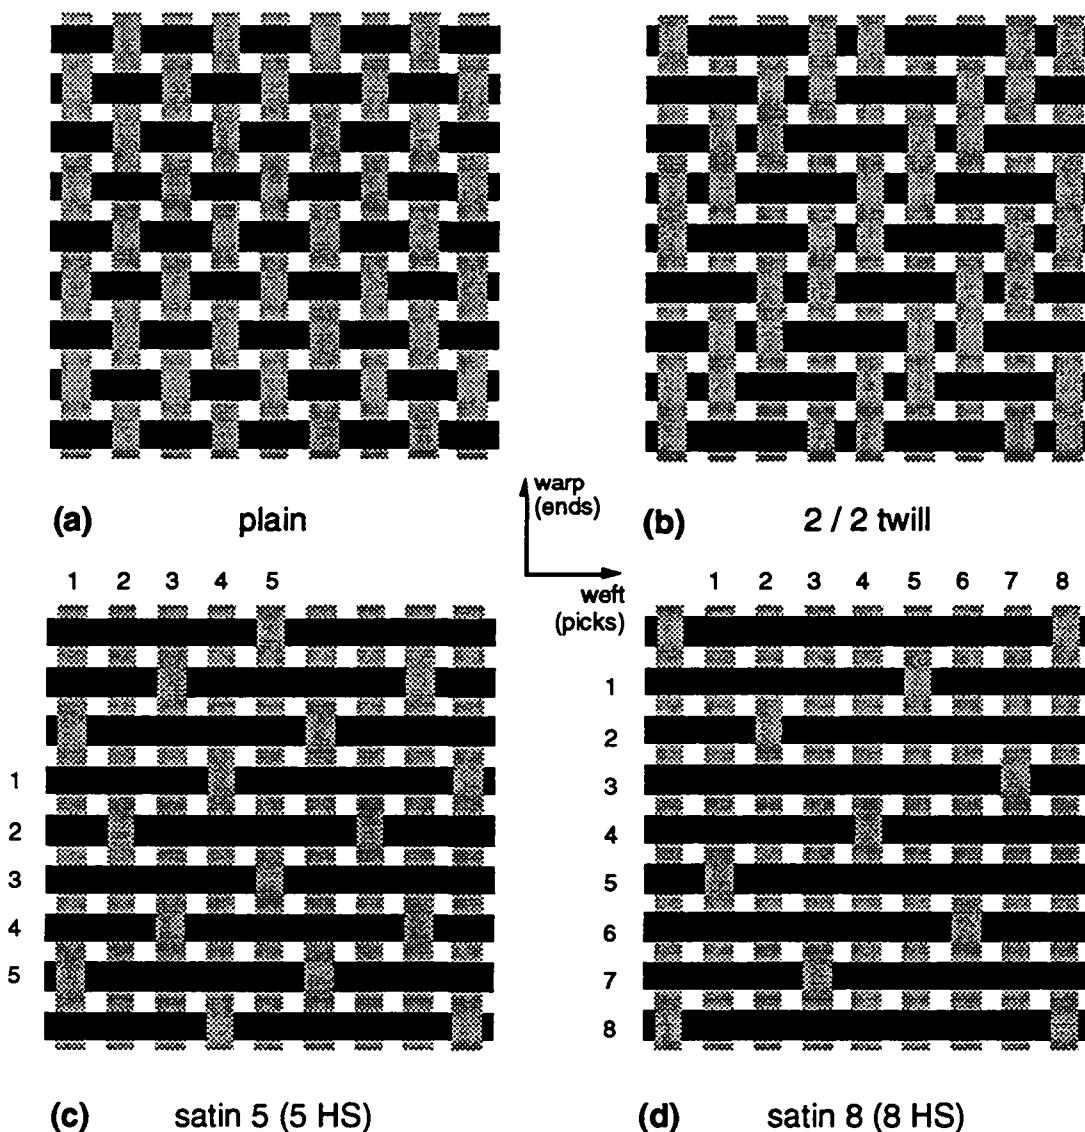 (a) plain
warp
(ends)
(b) 2 / 2 twill
weft
(picks)
1 2 3 4 5
1
2
3
4
5
(c) satin 5 (5 HS)
1 2 3 4 5 6 7 8
1
2
3
4
5
6
7
8
(d) satin 8 (8 HS)